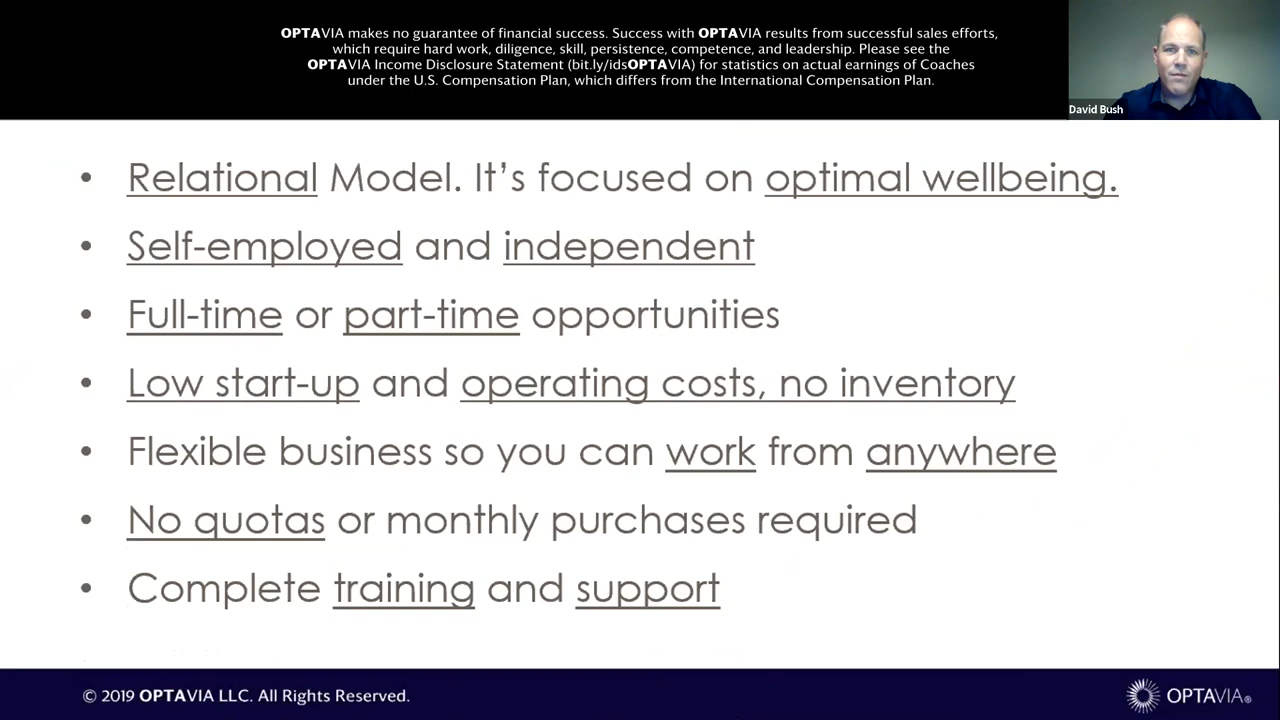 OPTAVIA makes no guarantee of financial success. Success with OPTAVIA results from successful sales efforts,
which require hard work, diligence, skill, persistence, competence, and leadership. Please see the
OPTAVIA Income Disclosure Statement (bit.ly/idsOPTAVIA) for statistics on actual earnings of Coaches
under the U.S. Compensation Plan, which differs from the International Compensation Plan.
David Bush
• Relational Model. It’s focused on optimal wellbeing.
• Self-employed and independent
• Full-time or part-time opportunities
• Low start-up and operating costs, no inventory
• Flexible business so you can work from anywhere
• No quotas or monthly purchases required
• Complete training and support
© 2019 OPTAVIA LLC. All Rights Reserved.
OPTAVIA®